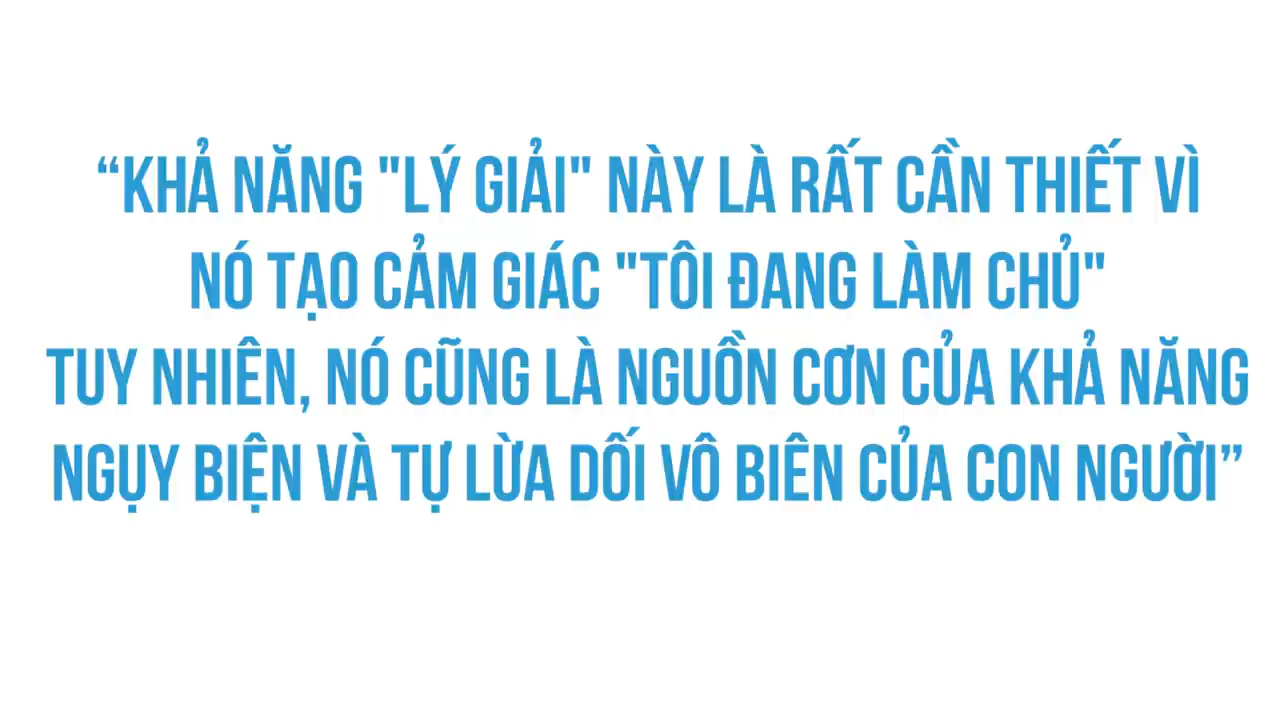 “KHẢ NĂNG "LÝ GIẢI" NÀY LÀ RẤT CẦN THIẾT VÌ
NÓ TẠO CẢM GIÁC "TÔI ĐANG LÀM CHỦ"
TUY NHIÊN, NÓ CŨNG LÀ NGUỒN CƠN CỦA KHẢ NĂNG
NGỤY BIỆN VÀ TỰ LỪA DỐI VÔ BIÊN CỦA CON NGƯỜI”